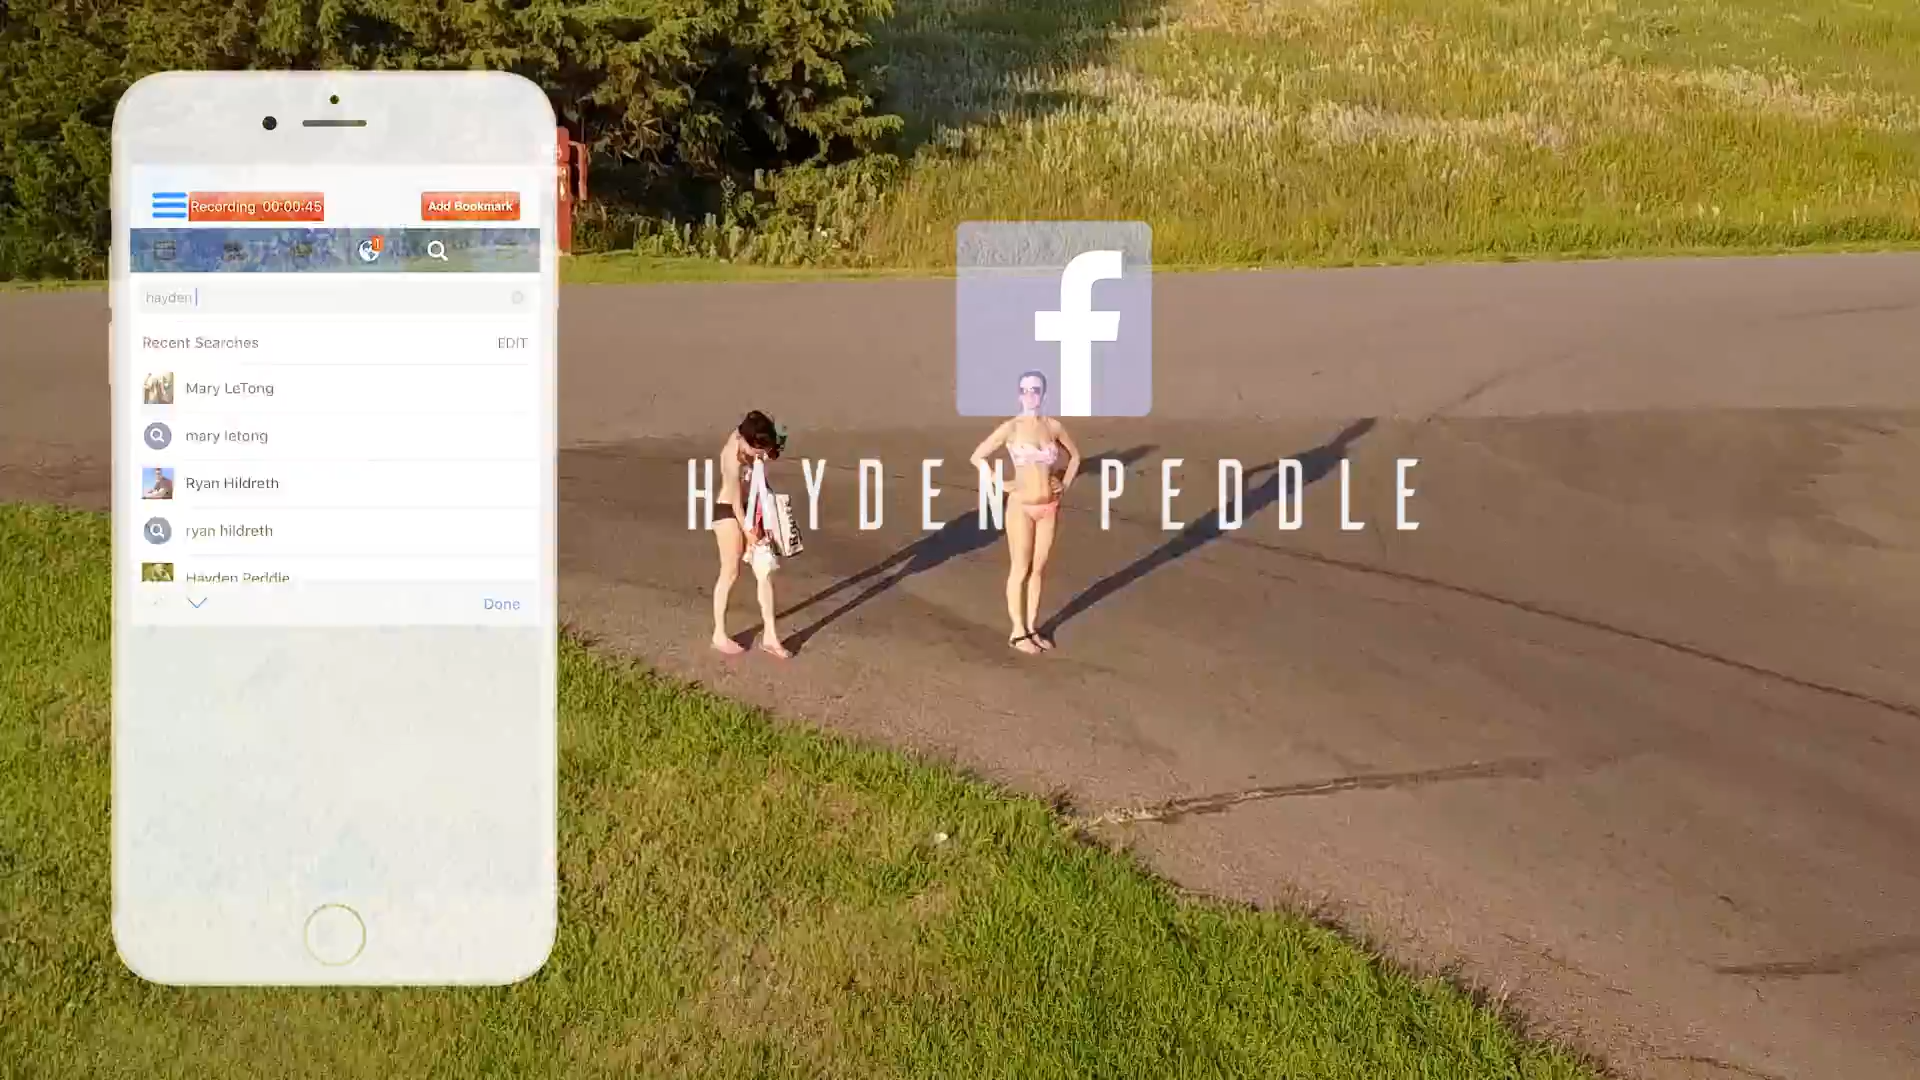 Recording 00:00:45
Add Bookmark
1
hayden
Recent Searches
EDIT
Mary LeTong
mary letong
Ryan Hildreth
ryan hildreth
Hayden Peddle
Done
f
HAYDEN PEDDLE